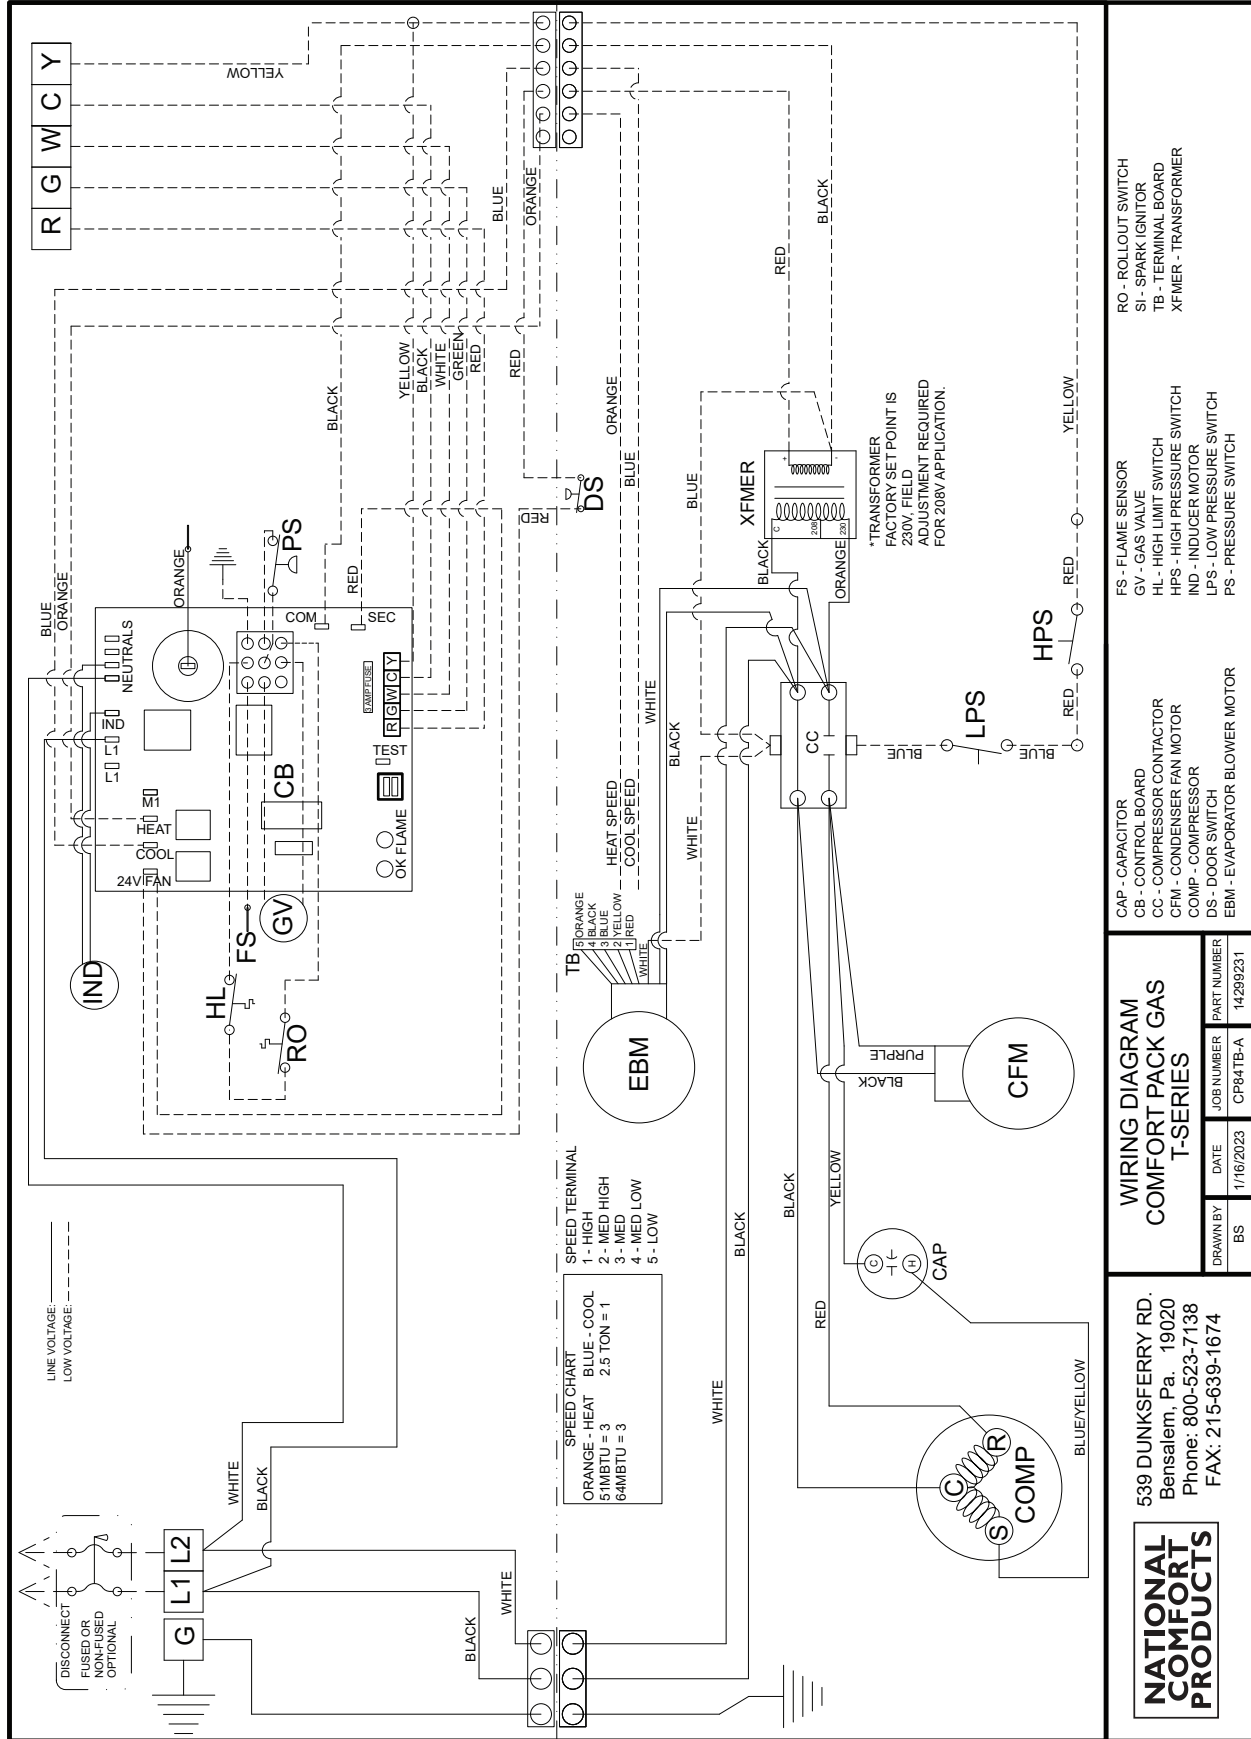 LINE VOLTAGE:
LOW VOLTAGE:
DISCONNECT
FUSED OR
NON-FUSED
OPTIONAL
G
L1
L2
WHITE
BLACK
BLACK
WHITE
R
G
W
C
Y
YELLOW
BLUE
ORANGE
NEUTRALS
IND
L1
L1
M1
HEAT
COOL
24V FAN
IND
ORANGE
PS
COM
SEC
3 AMP FUSE
R
G
W
C
Y
TEST
CB
OK
FLAME
HL
FS
GV
RO
BLACK
RED
YELLOW
BLACK
WHITE
GREEN
RED
BLUE
ORANGE
RED
RED
DS
SPEED CHART
ORANGE - HEAT
BLUE - COOL
51MBTU = 3
2.5 TON = 1
64MBTU = 3
SPEED TERMINAL
1 - HIGH
2 - MED HIGH
3 - MED
4 - MED LOW
5 - LOW
TB
5 ORANGE
4 BLACK
3 BLUE
2 YELLOW
1 RED
WHITE
EBM
HEAT SPEED
COOL SPEED
ORANGE
BLUE
WHITE
BLACK
WHITE
BLUE
RED
BLACK
XFMER
+
-
C
208
230
BLACK
ORANGE
*TRANSFORMER
FACTORY SET POINT IS
230V, FIELD
ADJUSTMENT REQUIRED
FOR 208V APPLICATION.
WHITE
BLACK
CC
BLUE
LPS
BLUE
RED
HPS
RED
YELLOW
PURPLE
BLACK
CFM
BLACK
YELLOW
RED
C
H
CAP
C
R
S
COMP
BLUE/YELLOW
NATIONAL
COMFORT
PRODUCTS
539 DUNKSFERRY RD.
Bensalem, Pa. 19020
Phone: 800-523-7138
FAX: 215-639-1674
WIRING DIAGRAM
COMFORT PACK GAS
T-SERIES
DRAWN BY
DATE
JOB NUMBER
PART NUMBER
BS
1/16/2023
CP84TB-A
14299231
CAP - CAPACITOR
CB - CONTROL BOARD
CC - COMPRESSOR CONTACTOR
CFM - CONDENSER FAN MOTOR
COMP - COMPRESSOR
DS - DOOR SWITCH
EBM - EVAPORATOR BLOWER MOTOR
FS - FLAME SENSOR
GV - GAS VALVE
HL - HIGH LIMIT SWITCH
HPS - HIGH PRESSURE SWITCH
IND - INDUCER MOTOR
LPS - LOW PRESSURE SWITCH
PS - PRESSURE SWITCH
RO - ROLLOUT SWITCH
SI - SPARK IGNITOR
TB - TERMINAL BOARD
XFMER - TRANSFORMER